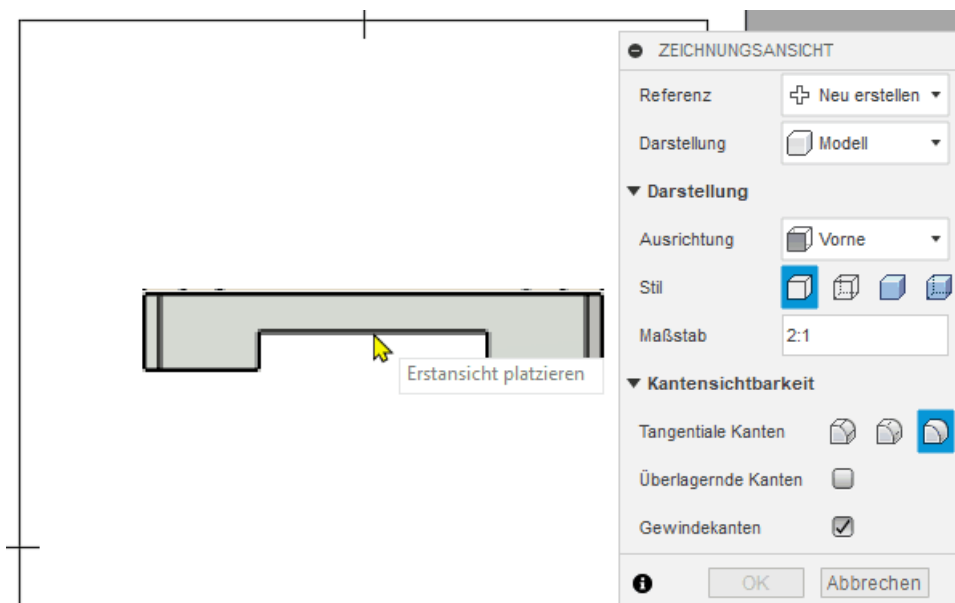 ZEICHNUNGSANSICHT
Referenz Neu erstellen
Darstellung Modell
Darstellung
Ausrichtung Vorne
Stil
Maßstab 2:1
Erstansicht platzieren
Kantensichtbarkeit
Tangentiale Kanten
Überlagernde Kanten
Gewindekanten
OK Abbrechen